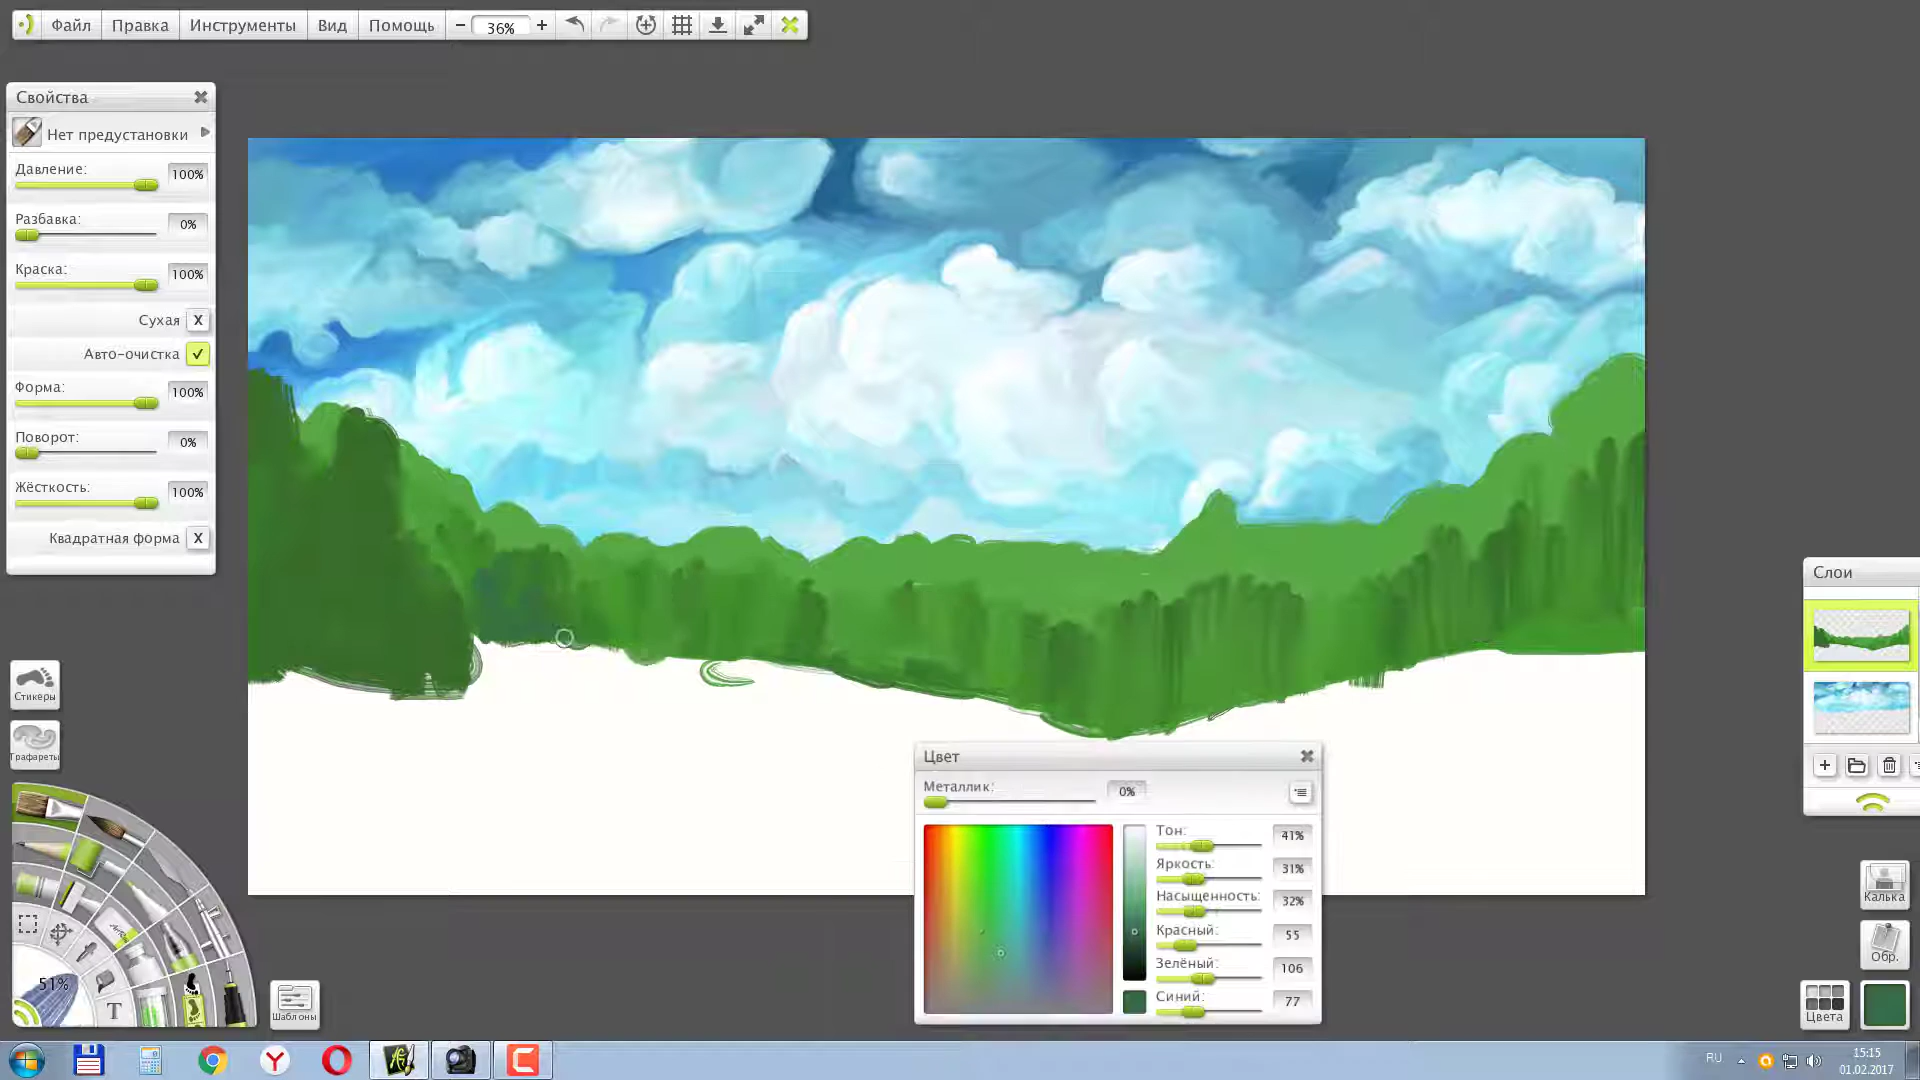 Файл Правка Инструменты Вид Помощь − 36% +
Свойства
Нет предустановки
Давление: 100%
Разбавка: 0%
Краска: 100%
Сухая X
Авто-очистка
Форма: 100%
Поворот: 0%
Жёсткость: 100%
Квадратная форма X
Стикеры
Трафареты
51%
T
Шаблоны
Цвет
Металлик: 0%
Тон: 41%
Яркость: 31%
Насыщенность: 32%
Красный: 55
Зелёный: 106
Синий: 77
Слои
Калька
Обр.
Цвета
RU
15:15
01.02.2017